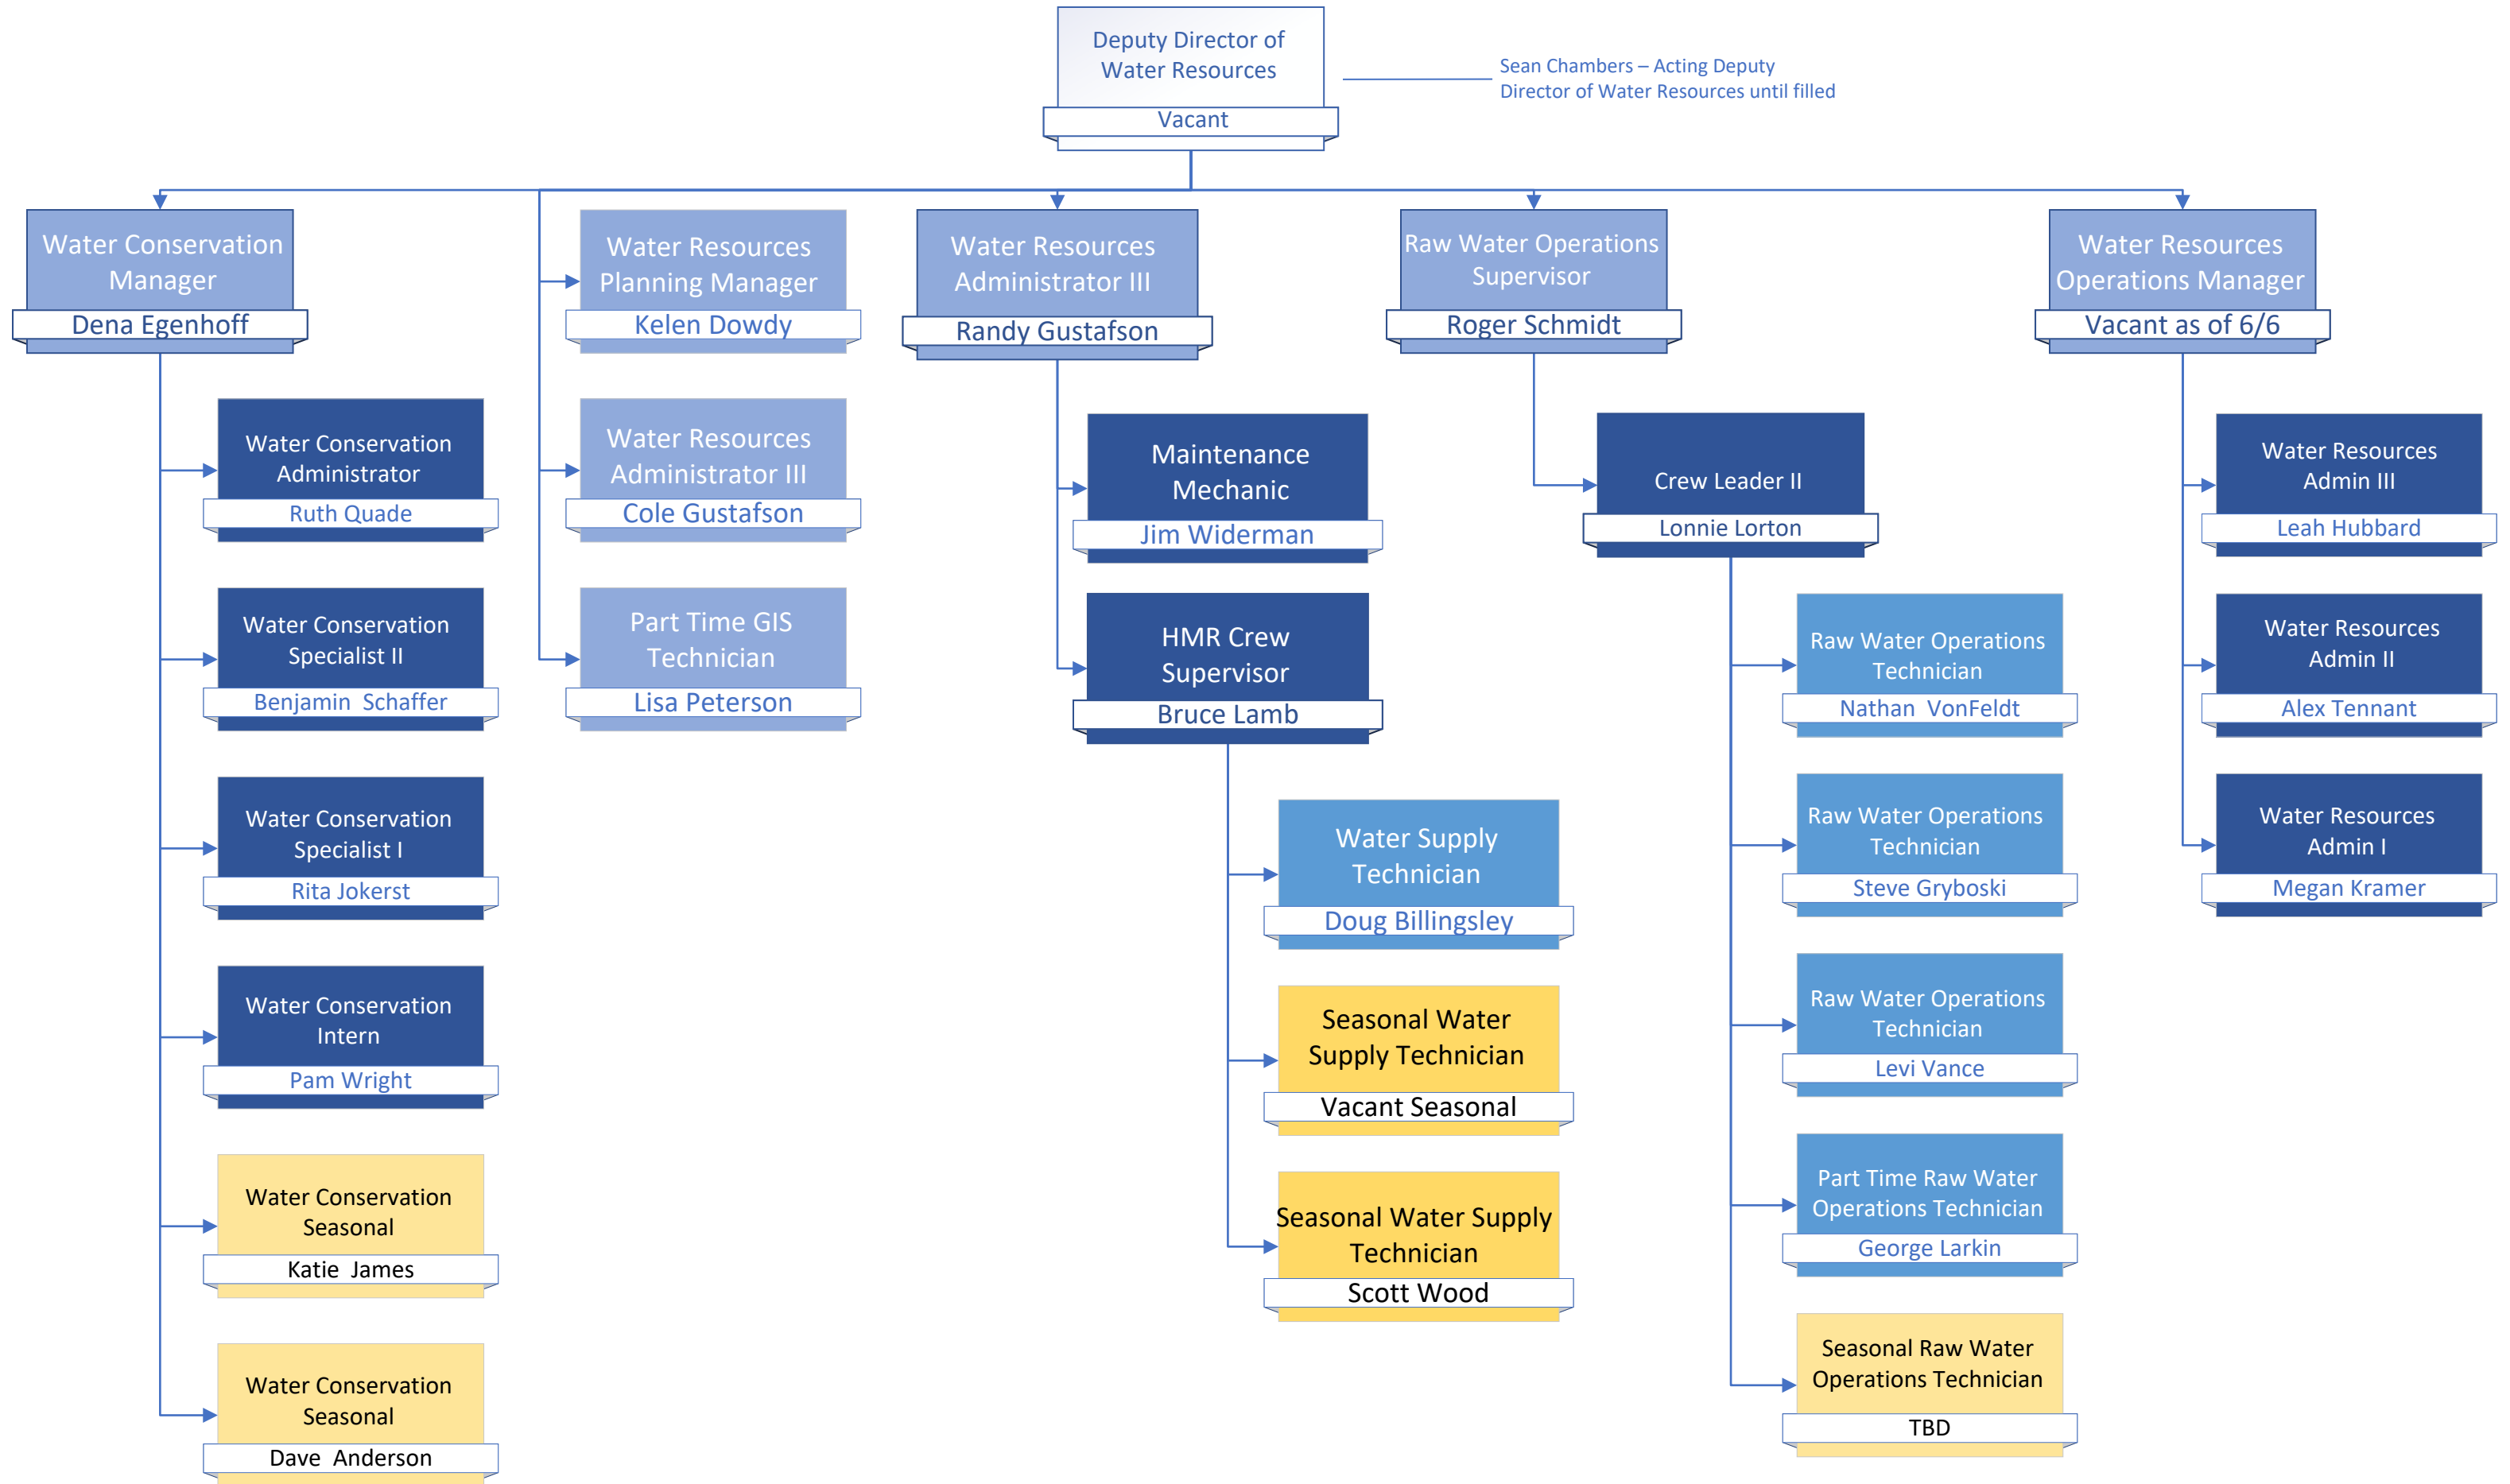 Deputy Director of
Water Resources
Vacant
Sean Chambers – Acting Deputy
Director of Water Resources until filled
Water Conservation
Manager
Dena Egenhoff
Water Conservation
Administrator
Ruth Quade
Water Conservation
Specialist II
Benjamin  Schaffer
Water Conservation
Specialist I
Rita Jokerst
Water Conservation
Intern
Pam Wright
Water Conservation
Seasonal
Katie  James
Water Conservation
Seasonal
Dave  Anderson
Water Resources
Planning Manager
Kelen Dowdy
Water Resources
Administrator III
Cole Gustafson
Part Time GIS
Technician
Lisa Peterson
Water Resources
Administrator III
Randy Gustafson
Maintenance
Mechanic
Jim Widerman
HMR Crew
Supervisor
Bruce Lamb
Water Supply
Technician
Doug Billingsley
Seasonal Water
Supply Technician
Vacant Seasonal
Seasonal Water Supply
Technician
Scott Wood
Raw Water Operations
Supervisor
Roger Schmidt
Crew Leader II
Lonnie Lorton
Raw Water Operations
Technician
Nathan  VonFeldt
Raw Water Operations
Technician
Steve Gryboski
Raw Water Operations
Technician
Levi Vance
Part Time Raw Water
Operations Technician
George Larkin
Seasonal Raw Water
Operations Technician
TBD
Water Resources
Operations Manager
Vacant as of 6/6
Water Resources
Admin III
Leah Hubbard
Water Resources
Admin II
Alex Tennant
Water Resources
Admin I
Megan Kramer